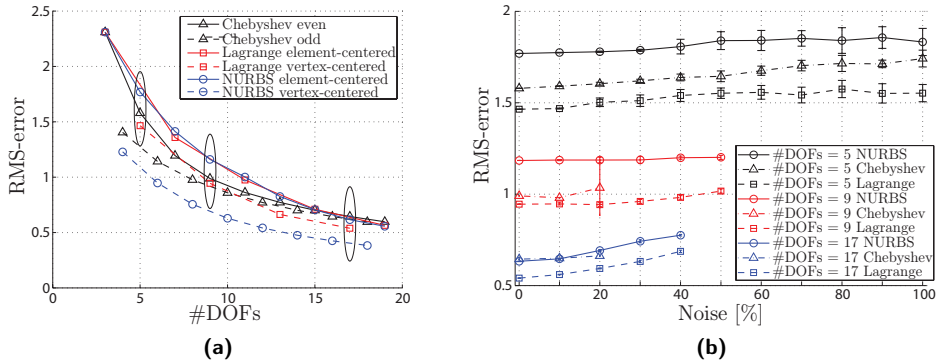 2.5
2
1.5
1
0.5
0
0
5
10
15
20
RMS-error
#DOFs
Chebyshev even
Chebyshev odd
Lagrange element-centered
Lagrange vertex-centered
NURBS element-centered
NURBS vertex-centered
(a)
2
1.5
1
0.5
0
20
40
60
80
100
RMS-error
Noise [%]
#DOFs = 5 NURBS
#DOFs = 5 Chebyshev
#DOFs = 5 Lagrange
#DOFs = 9 NURBS
#DOFs = 9 Chebyshev
#DOFs = 9 Lagrange
#DOFs = 17 NURBS
#DOFs = 17 Chebyshev
#DOFs = 17 Lagrange
(b)